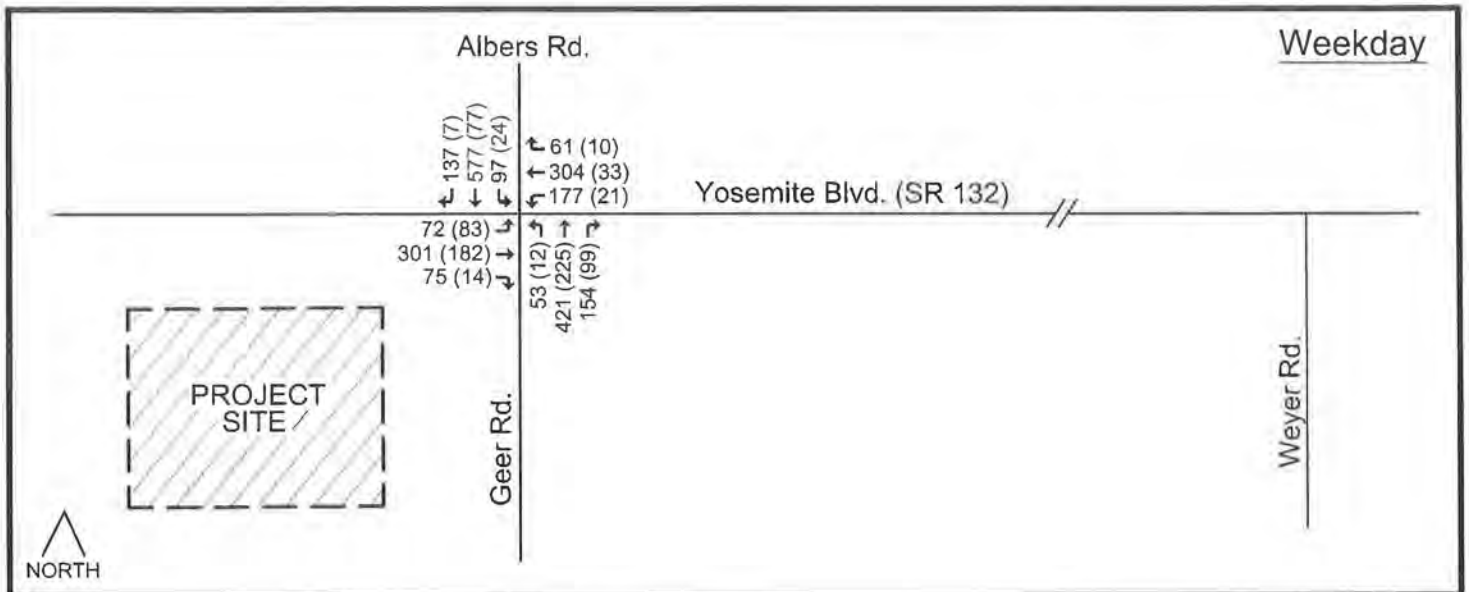 Weekday
Albers Rd.
137 (7)
577 (77)
97 (24)
61 (10)
304 (33)
177 (21)
Yosemite Blvd. (SR 132)
72 (83)
301 (182)
75 (14)
53 (12)
421 (225)
154 (99)
PROJECT
SITE
Geer Rd.
Weyer Rd.
NORTH